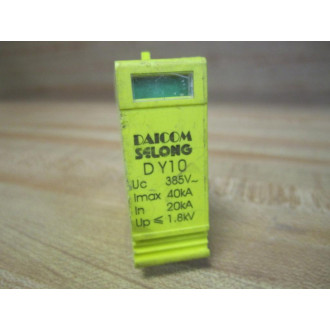 DAICOM
SELONG
DY10
Uc 385V~
Imax 40kA
In 20kA
Up ≤ 1.8kV